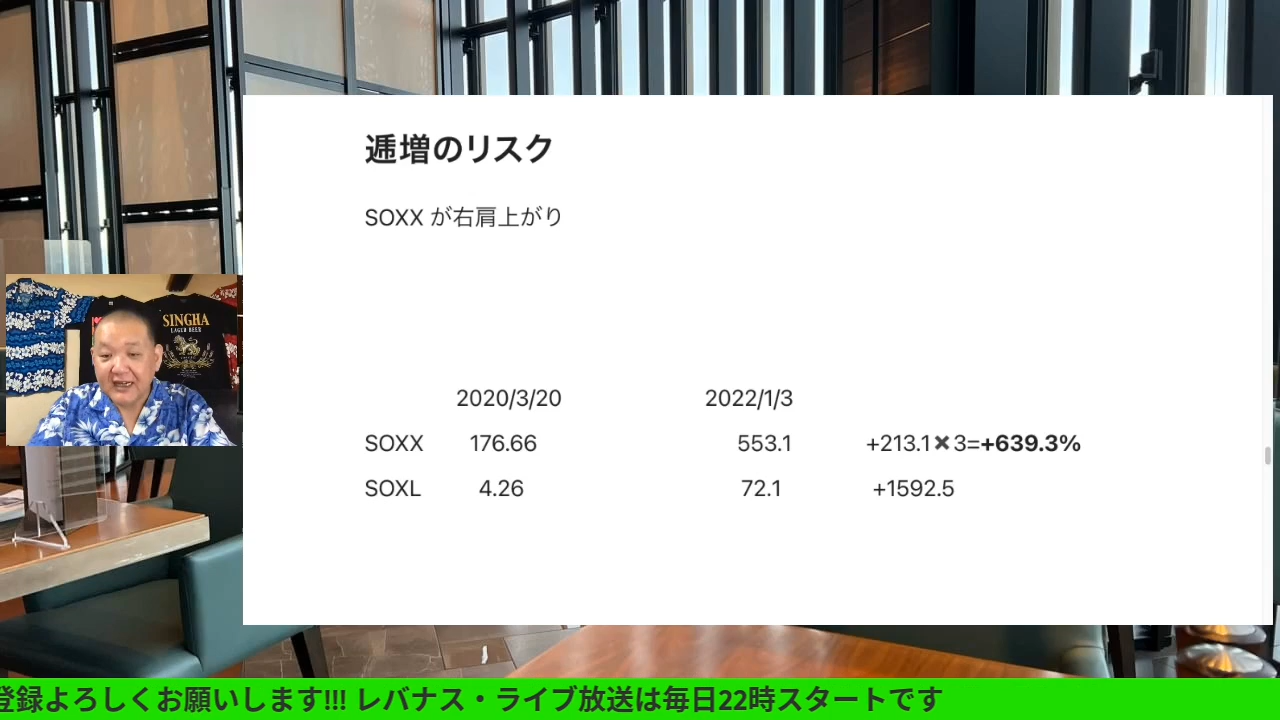 逓増のリスク
SOXX が右肩上がり
2020/3/20 2022/1/3
SOXX 176.66 553.1 +213.1✖3=+639.3%
SOXL 4.26 72.1 +1592.5
SINGHA
LAGER BEER
登録よろしくお願いします!!! レバナス・ライブ放送は毎日22時スタートです